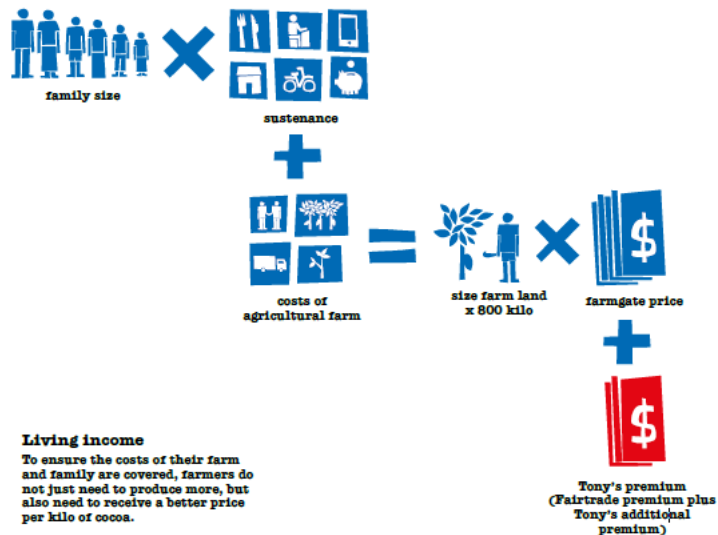 family size
sustenance
costs of
agricultural farm
size farm land
x 800 kilo
$
farmgate price
$
Tony's premium
(Fairtrade premium plus
Tony's additional
premium)
Living income
To ensure the costs of their farm
and family are covered, farmers do
not just need to produce more, but
also need to receive a better price
per kilo of cocoa.